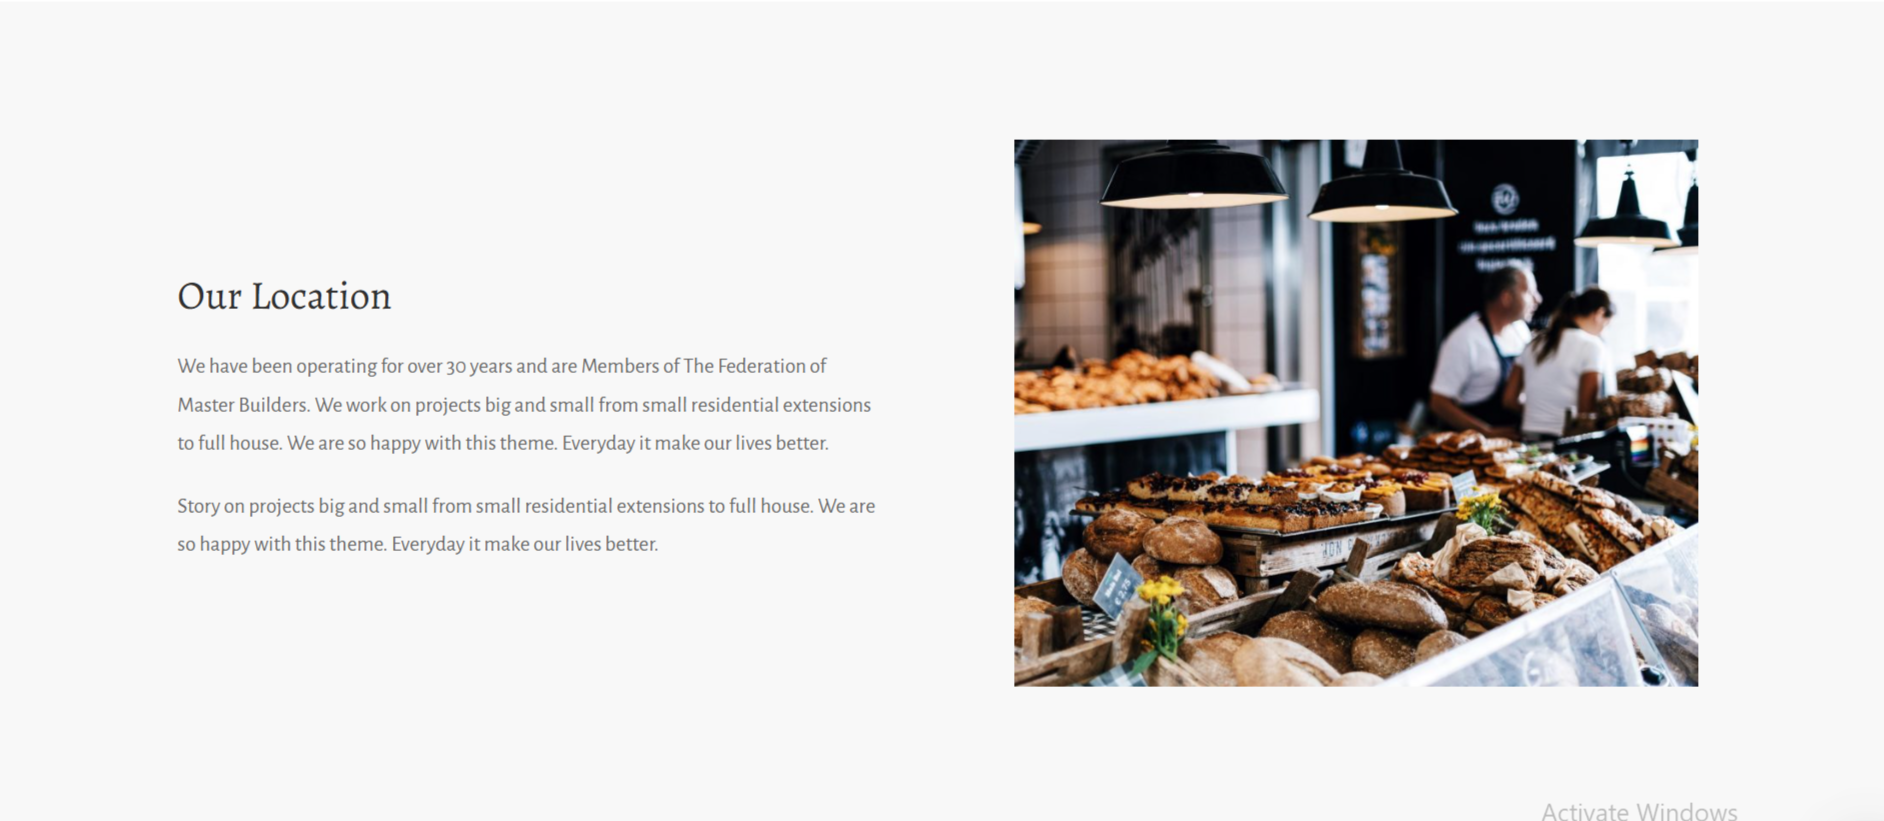 Our Location
We have been operating for over 30 years and are Members of The Federation of
Master Builders. We work on projects big and small from small residential extensions
to full house. We are so happy with this theme. Everyday it make our lives better.
Story on projects big and small from small residential extensions to full house. We are
so happy with this theme. Everyday it make our lives better.
Activate Windows